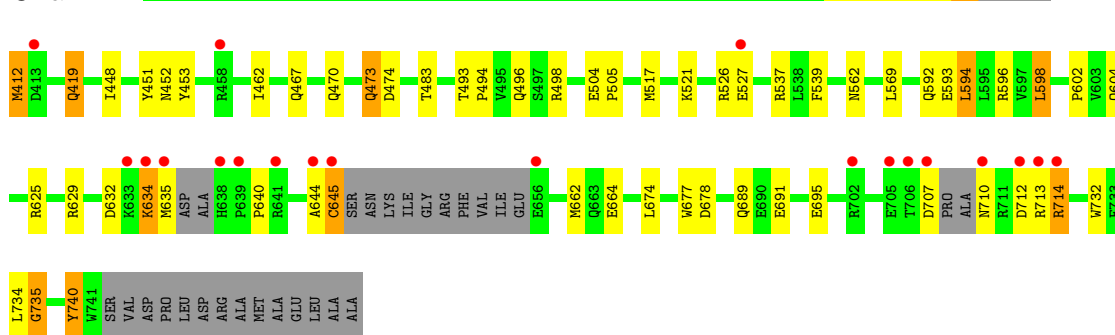 M412 D413 Q419 I448 Y451 N452 Y453 R458 I462 Q467 Q470 Q473 D474 T483 T493 P494 V495 Q496 S497 R498 E504 P505 M517 K521 R526 E527 R537 L538 F539 N562 L569 Q592 E593 L594 L595 R596 V597 L598 P602 V603 Q604
R625 R629 D632 K633 K634 M635 ASP ALA H638 P639 P640 R641 A644 C645 SER ASN LYS ILE GLY ARG PHE VAL ILE GLU E656 M662 Q663 E664 L674 W677 D678 Q689 E690 E691 E695 R702 E705 T706 D707 PRO ALA N710 R711 D712 R713 R714 W732 E733
L734 G735 Y740 W741 SER VAL ASP PRO LEU ASP ARG ALA MET ALA GLU LEU ALA ALA